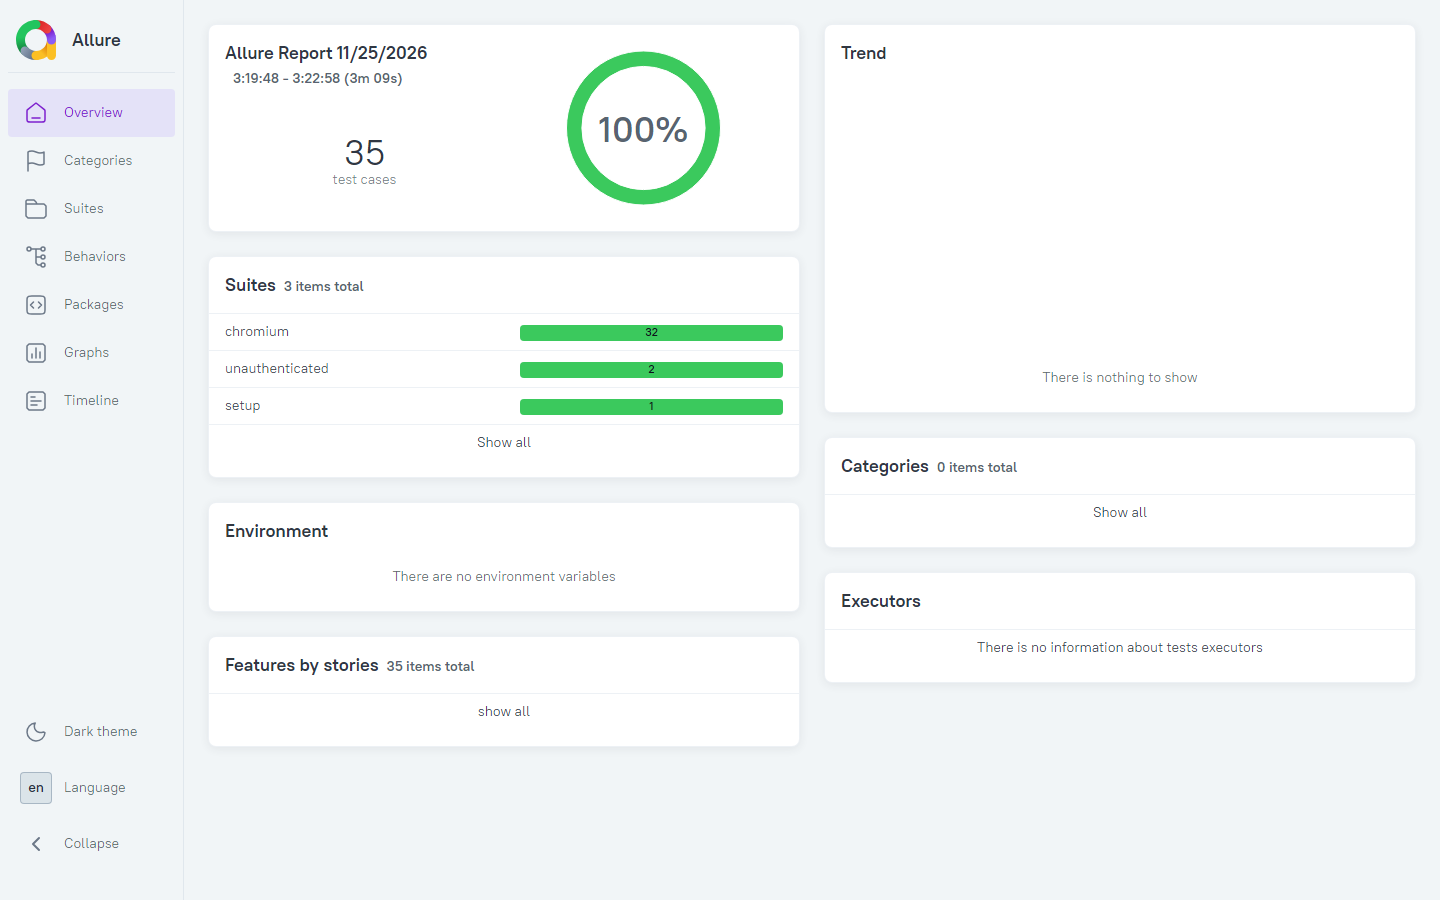 Allure
Overview
Categories
Suites
Behaviors
Packages
Graphs
Timeline
Dark theme
en Language
Collapse
Allure Report 11/25/2026
3:19:48 - 3:22:58 (3m 09s)
35
test cases
100%
Suites 3 items total
chromium 32
unauthenticated 2
setup 1
Show all
Environment
There are no environment variables
Features by stories 35 items total
show all
Trend
There is nothing to show
Categories 0 items total
Show all
Executors
There is no information about tests executors